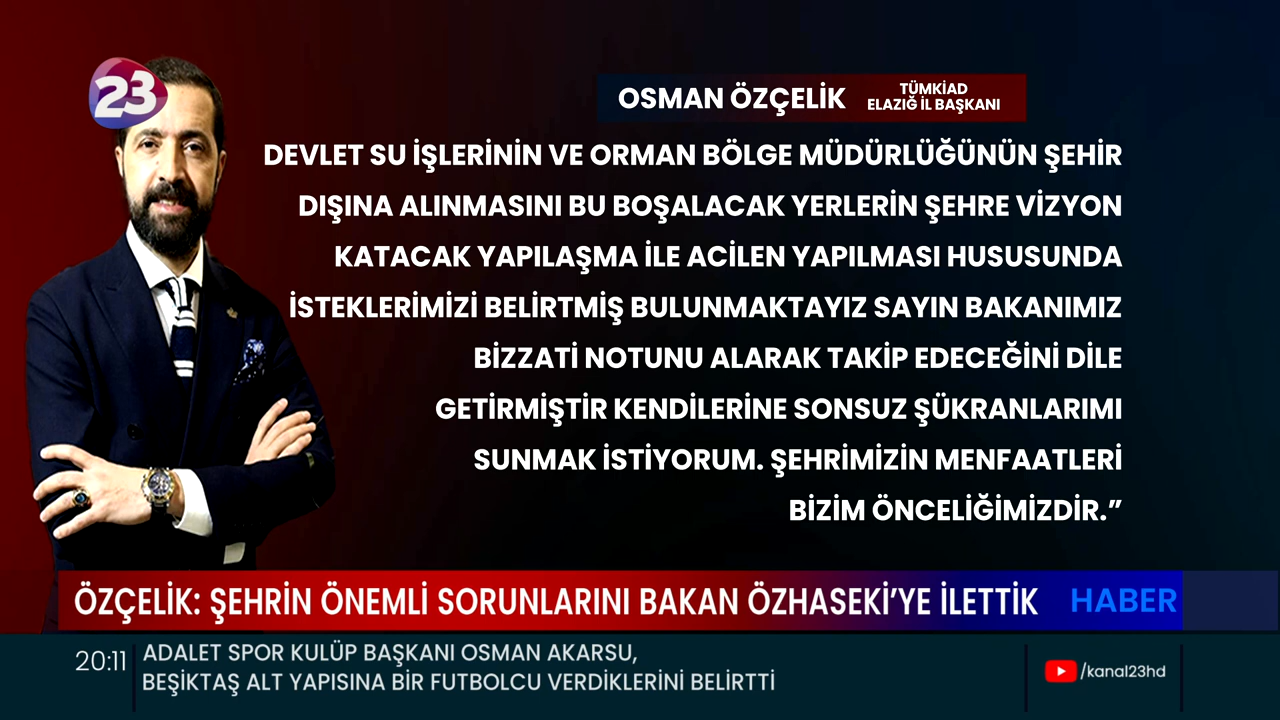 23
OSMAN ÖZÇELİK
TÜMKİAD
ELAZIĞ İL BAŞKANI
DEVLET SU İŞLERİNİN VE ORMAN BÖLGE MÜDÜRLÜĞÜNÜN ŞEHİR
DIŞINA ALINMASINI BU BOŞALACAK YERLERİN ŞEHRE VİZYON
KATACAK YAPILAŞMA İLE ACİLEN YAPILMASI HUSUSUNDA
İSTEKLERİMİZİ BELİRTMİŞ BULUNMAKTAYIZ SAYIN BAKANIMIZ
BİZZATİ NOTUNU ALARAK TAKİP EDECEĞİNİ DİLE
GETİRMİŞTİR KENDİLERİNE SONSUZ ŞÜKRANLARIMI
SUNMAK İSTİYORUM. ŞEHRİMİZİN MENFAATLERİ
BİZİM ÖNCELİĞİMİZDİR.”
ÖZÇELİK: ŞEHRİN ÖNEMLİ SORUNLARINI BAKAN ÖZHASEKİ’YE İLETTİK
HABER
20:11
ADALET SPOR KULÜP BAŞKANI OSMAN AKARSU,
BEŞİKTAŞ ALT YAPISINA BİR FUTBOLCU VERDİKLERİNİ BELİRTTİ
/kanal23hd